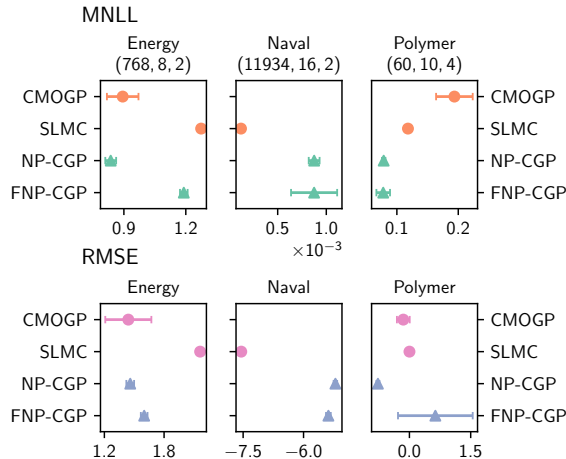 MNLL
Energy
(768, 8, 2)
Naval
(11934, 16, 2)
Polymer
(60, 10, 4)
CMOGP
SLMC
NP-CGP
FNP-CGP
CMOGP
SLMC
NP-CGP
FNP-CGP
0.9 1.2
0.5 1.0
×10⁻³
0.1 0.2
RMSE
Energy
Naval
Polymer
CMOGP
SLMC
NP-CGP
FNP-CGP
CMOGP
SLMC
NP-CGP
FNP-CGP
1.2 1.8
−7.5 −6.0
0.0 1.5